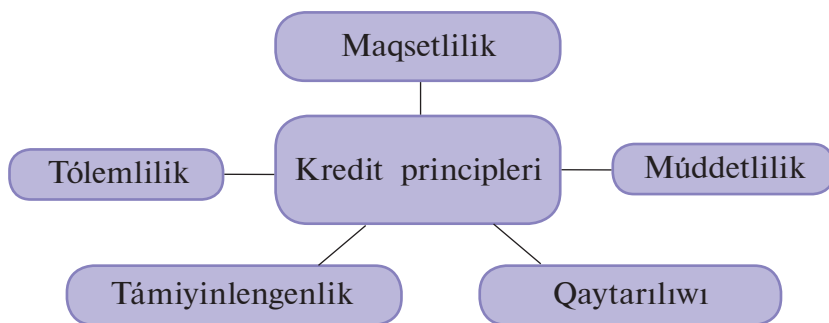 Maqsetlilik
Tólemlilik
Kredit principleri
Múddetlilik
Támiyinlengenlik
Qaytarılıwı